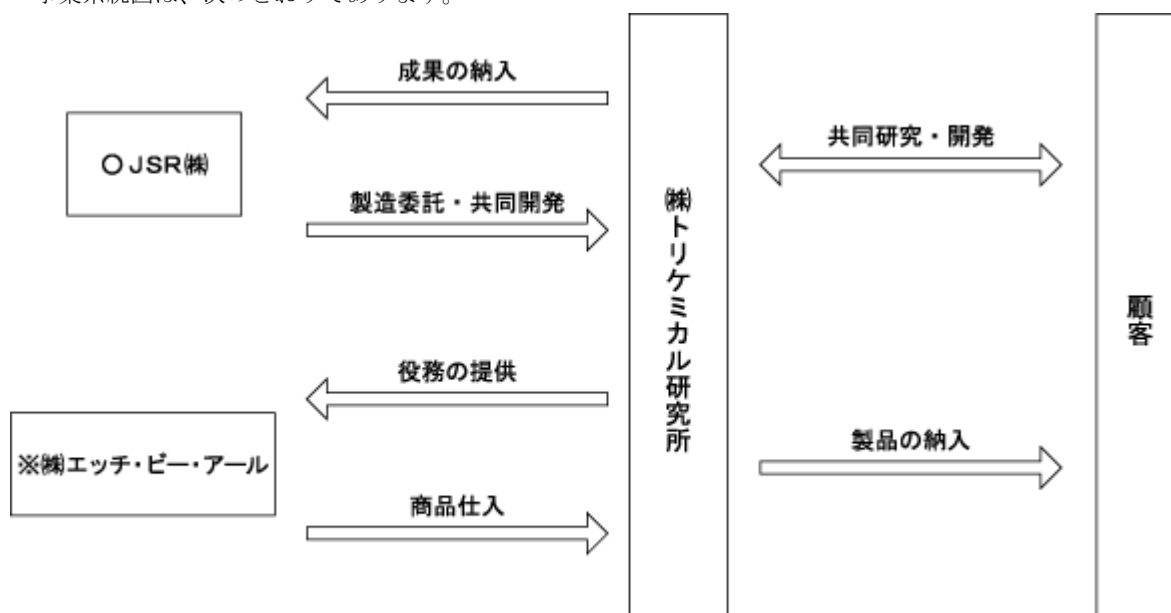 事業系統図は、次のとおりであります。
成果の納入
〇JSR㈱
製造委託・共同開発
役務の提供
※㈱エッチ・ビー・アール
商品仕入
㈱トリケミカル研究所
共同研究・開発
製品の納入
顧客